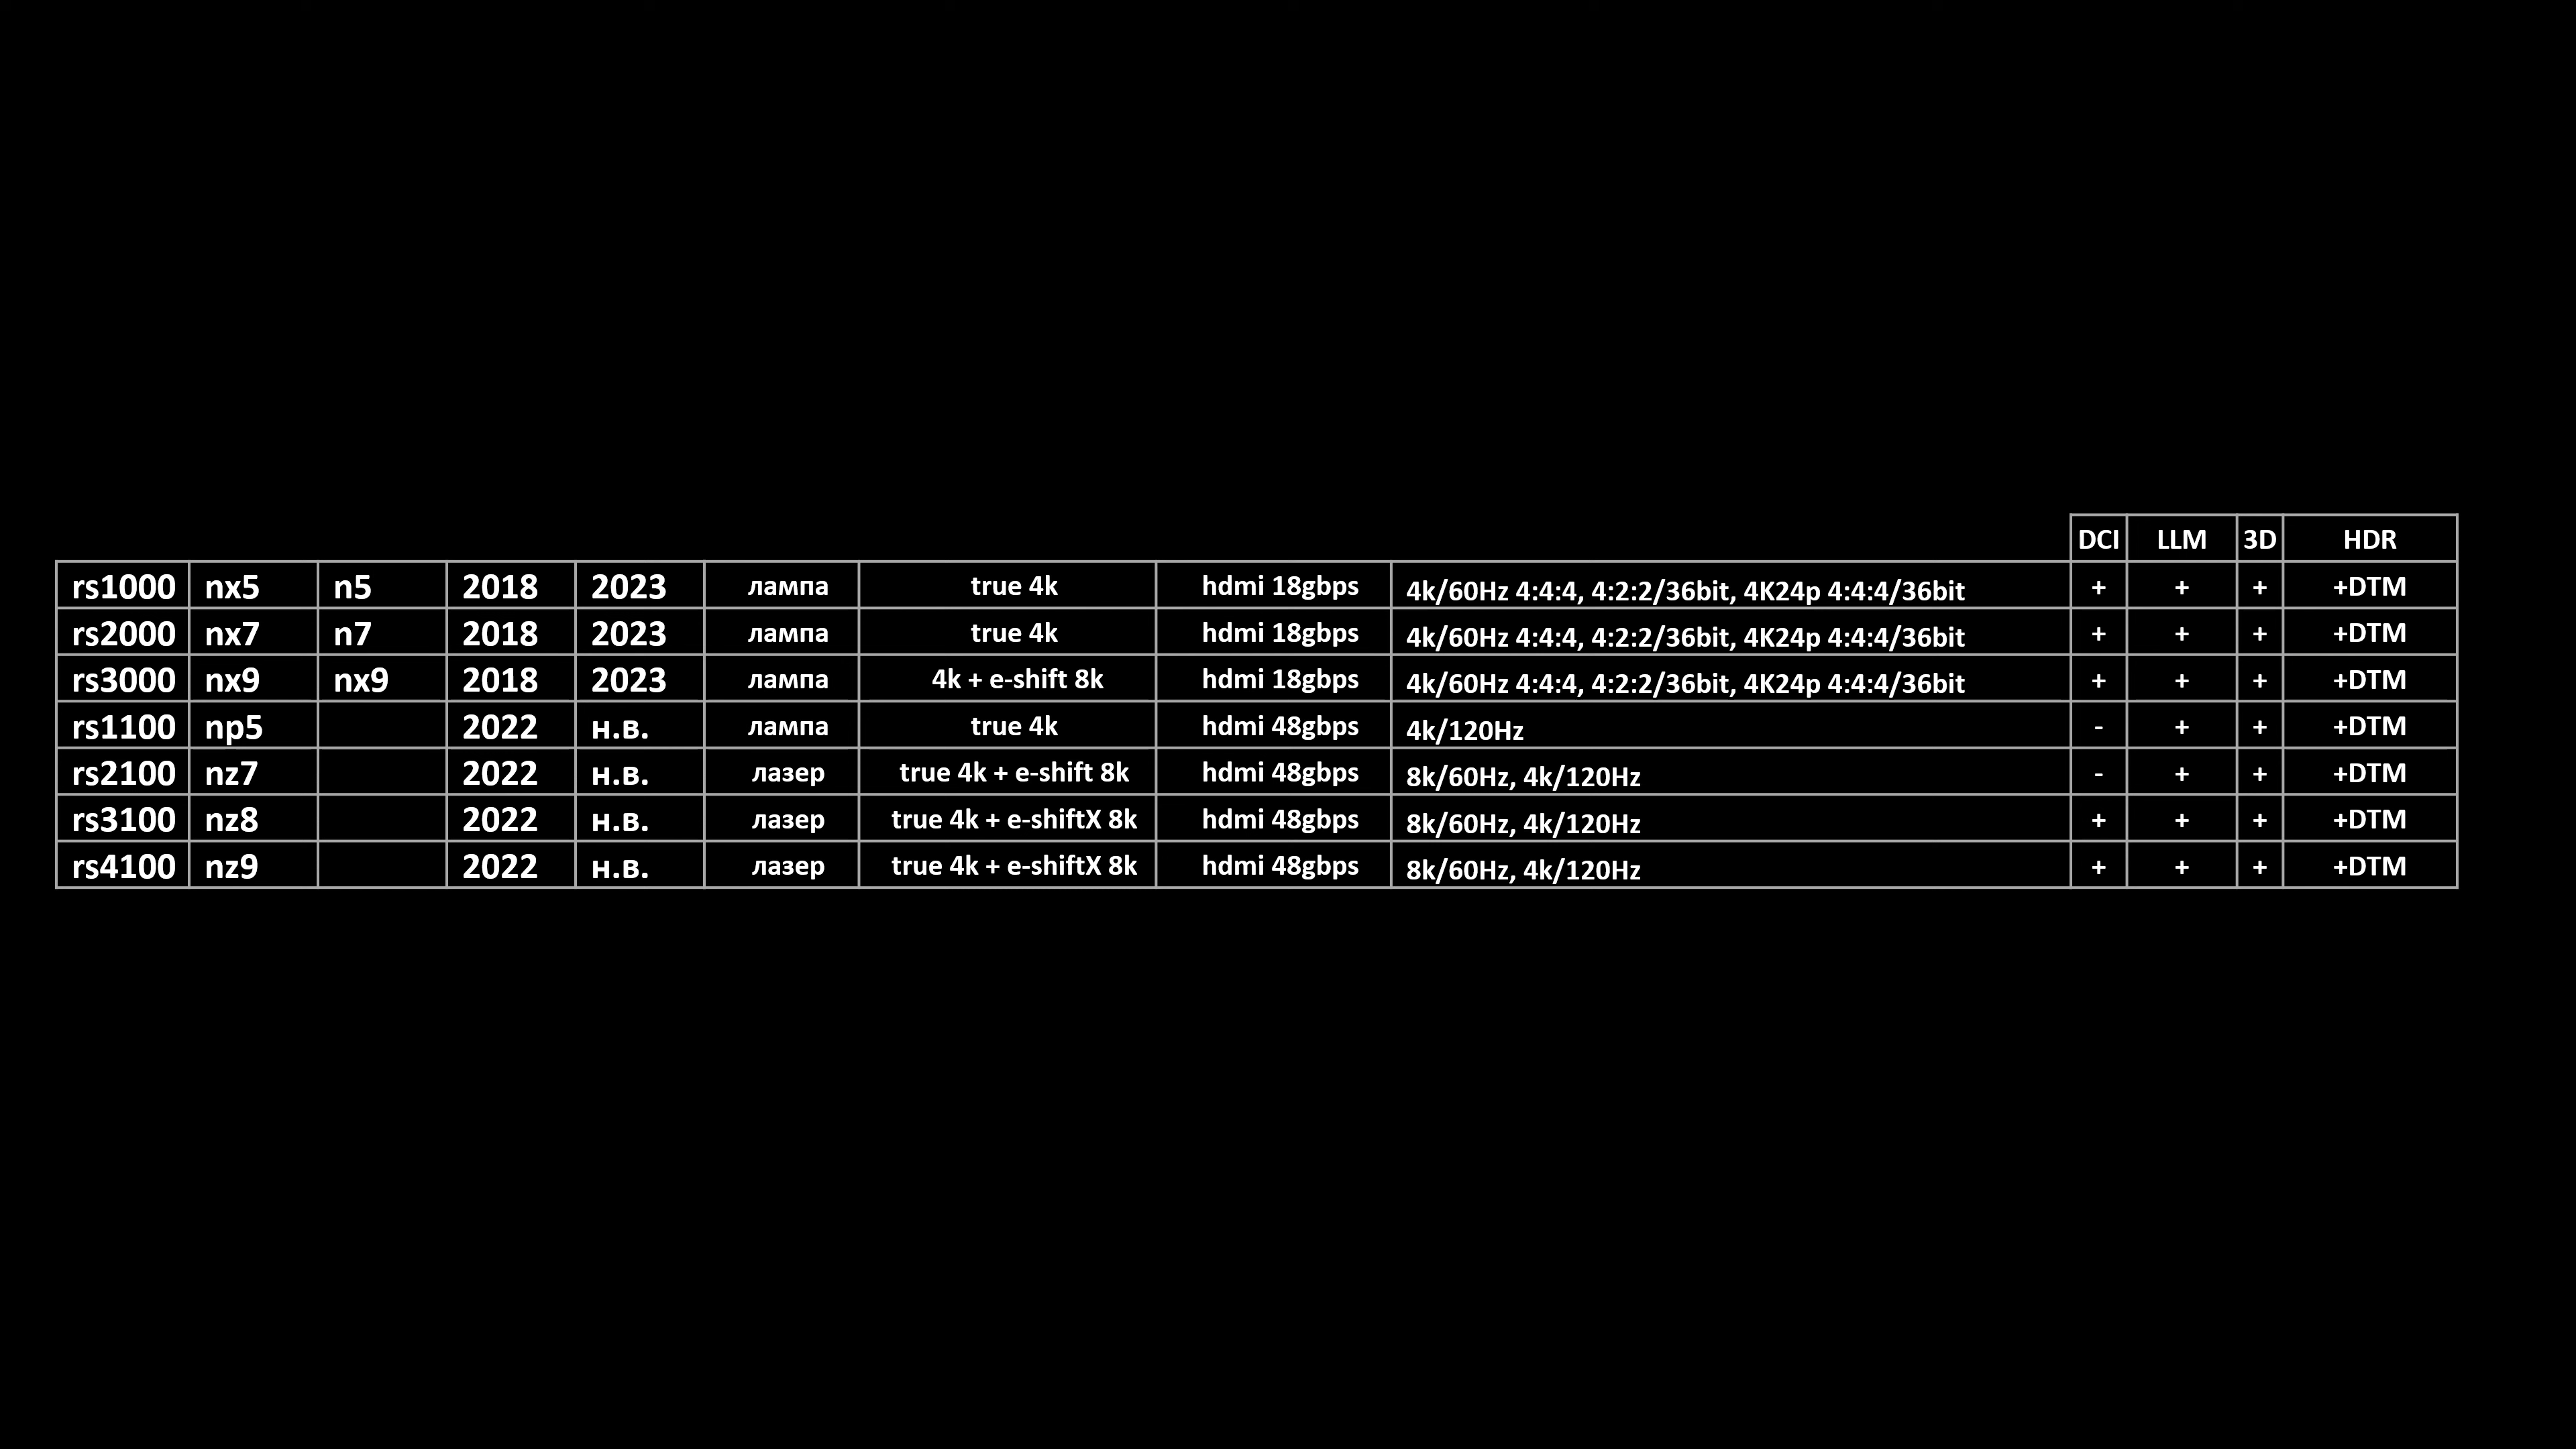 DCI LLM 3D HDR
rs1000 nx5 n5 2018 2023 лампа true 4k hdmi 18gbps 4k/60Hz 4:4:4, 4:2:2/36bit, 4K24p 4:4:4/36bit + + + +DTM
rs2000 nx7 n7 2018 2023 лампа true 4k hdmi 18gbps 4k/60Hz 4:4:4, 4:2:2/36bit, 4K24p 4:4:4/36bit + + + +DTM
rs3000 nx9 nx9 2018 2023 лампа 4k + e-shift 8k hdmi 18gbps 4k/60Hz 4:4:4, 4:2:2/36bit, 4K24p 4:4:4/36bit + + + +DTM
rs1100 np5 2022 н.в. лампа true 4k hdmi 48gbps 4k/120Hz - + + +DTM
rs2100 nz7 2022 н.в. лазер true 4k + e-shift 8k hdmi 48gbps 8k/60Hz, 4k/120Hz - + + +DTM
rs3100 nz8 2022 н.в. лазер true 4k + e-shiftX 8k hdmi 48gbps 8k/60Hz, 4k/120Hz + + + +DTM
rs4100 nz9 2022 н.в. лазер true 4k + e-shiftX 8k hdmi 48gbps 8k/60Hz, 4k/120Hz + + + +DTM